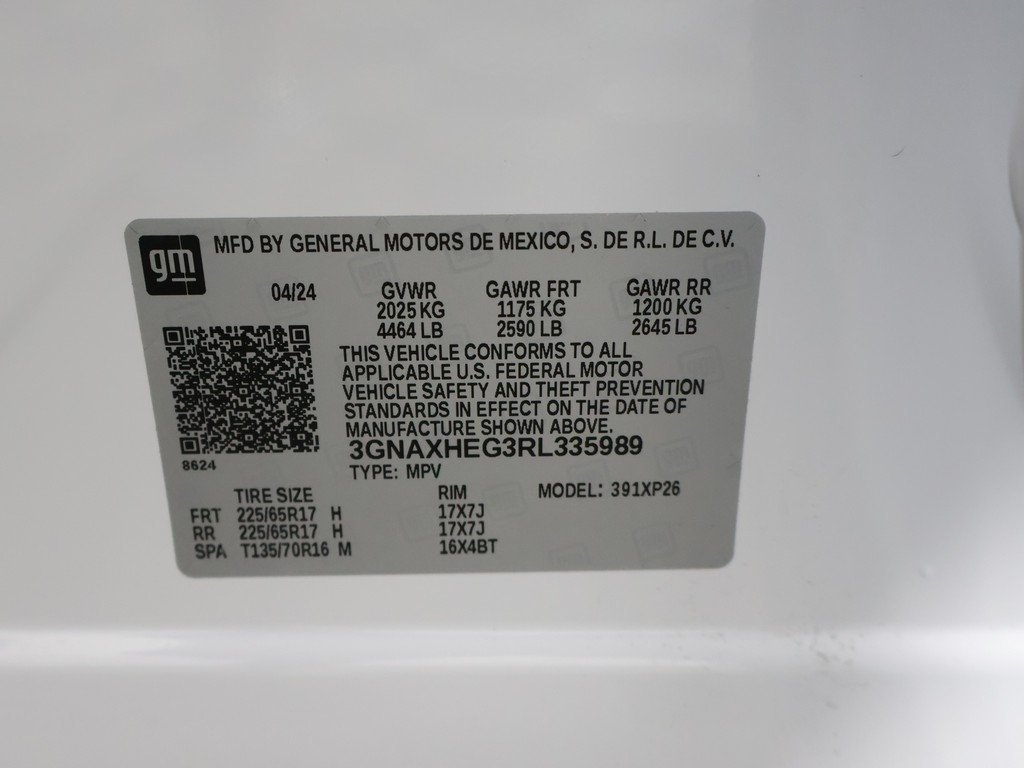 gm MFD BY GENERAL MOTORS DE MEXICO, S. DE R.L. DE C.V.
04/24 GVWR GAWR FRT GAWR RR
2025 KG 1175 KG 1200 KG
4464 LB 2590 LB 2645 LB
THIS VEHICLE CONFORMS TO ALL
APPLICABLE U.S. FEDERAL MOTOR
VEHICLE SAFETY AND THEFT PREVENTION
STANDARDS IN EFFECT ON THE DATE OF
MANUFACTURE SHOWN ABOVE.
3GNAXHEG3RL335989
8624
TYPE: MPV
TIRE SIZE RIM MODEL: 391XP26
FRT 225/65R17 H 17X7J
RR 225/65R17 H 17X7J
SPA T135/70R16 M 16X4BT